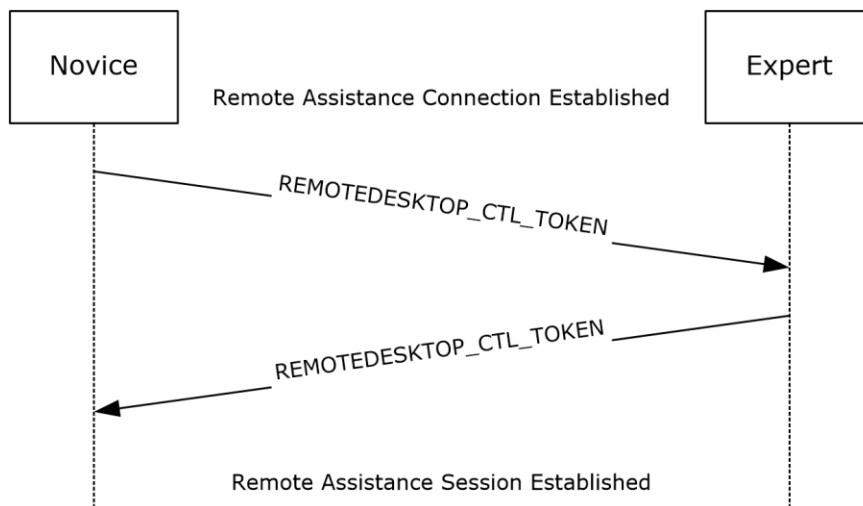 Novice
Expert
Remote Assistance Connection Established
REMOTEDESKTOP_CTL_TOKEN
REMOTEDESKTOP_CTL_TOKEN
Remote Assistance Session Established